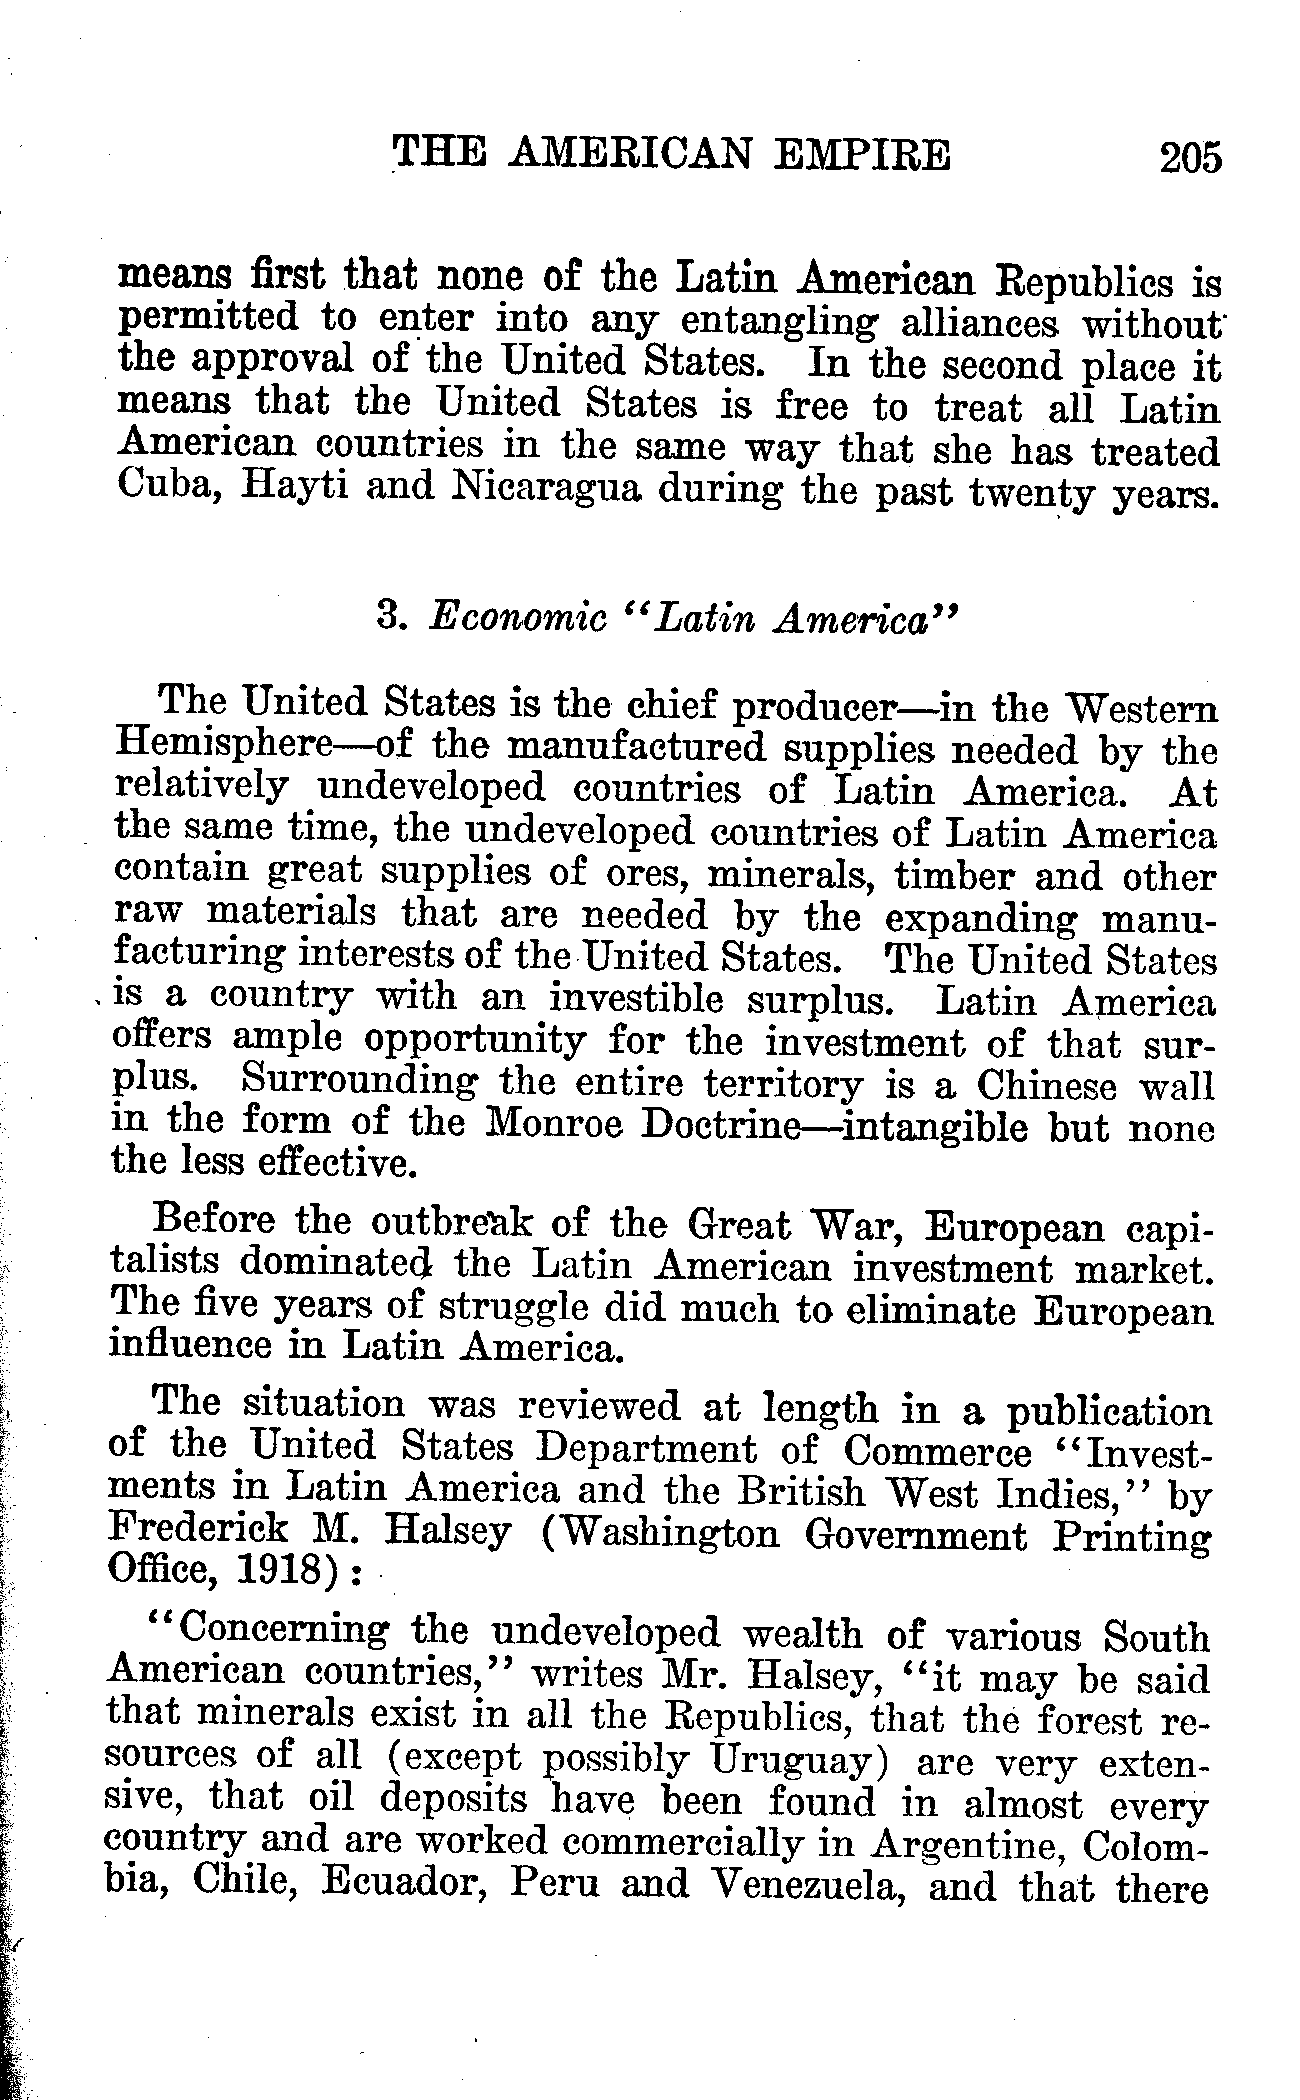 THE AMERICAN EMPIRE 205
means first that none of the Latin American Republics is
permitted to enter into any entangling alliances without
the approval of the United States. In the second place it
means that the United States is free to treat all Latin
American countries in the same way that she has treated
Cuba, Hayti and Nicaragua during the past twenty years.
3. Economic "Latin America"
The United States is the chief producer—in the Western
Hemisphere—of the manufactured supplies needed by the
relatively undeveloped countries of Latin America. At
the same time, the undeveloped countries of Latin America
contain great supplies of ores, minerals, timber and other
raw materials that are needed by the expanding manu-
facturing interests of the United States. The United States
is a country with an investible surplus. Latin America
offers ample opportunity for the investment of that sur-
plus. Surrounding the entire territory is a Chinese wall
in the form of the Monroe Doctrine—intangible but none
the less effective.
Before the outbreak of the Great War, European capi-
talists dominated the Latin American investment market.
The five years of struggle did much to eliminate European
influence in Latin America.
The situation was reviewed at length in a publication
of the United States Department of Commerce "Invest-
ments in Latin America and the British West Indies," by
Frederick M. Halsey (Washington Government Printing
Office, 1918):
"Concerning the undeveloped wealth of various South
American countries," writes Mr. Halsey, "it may be said
that minerals exist in all the Republics, that the forest re-
sources of all (except possibly Uruguay) are very exten-
sive, that oil deposits have been found in almost every
country and are worked commercially in Argentine, Colom-
bia, Chile, Ecuador, Peru and Venezuela, and that there